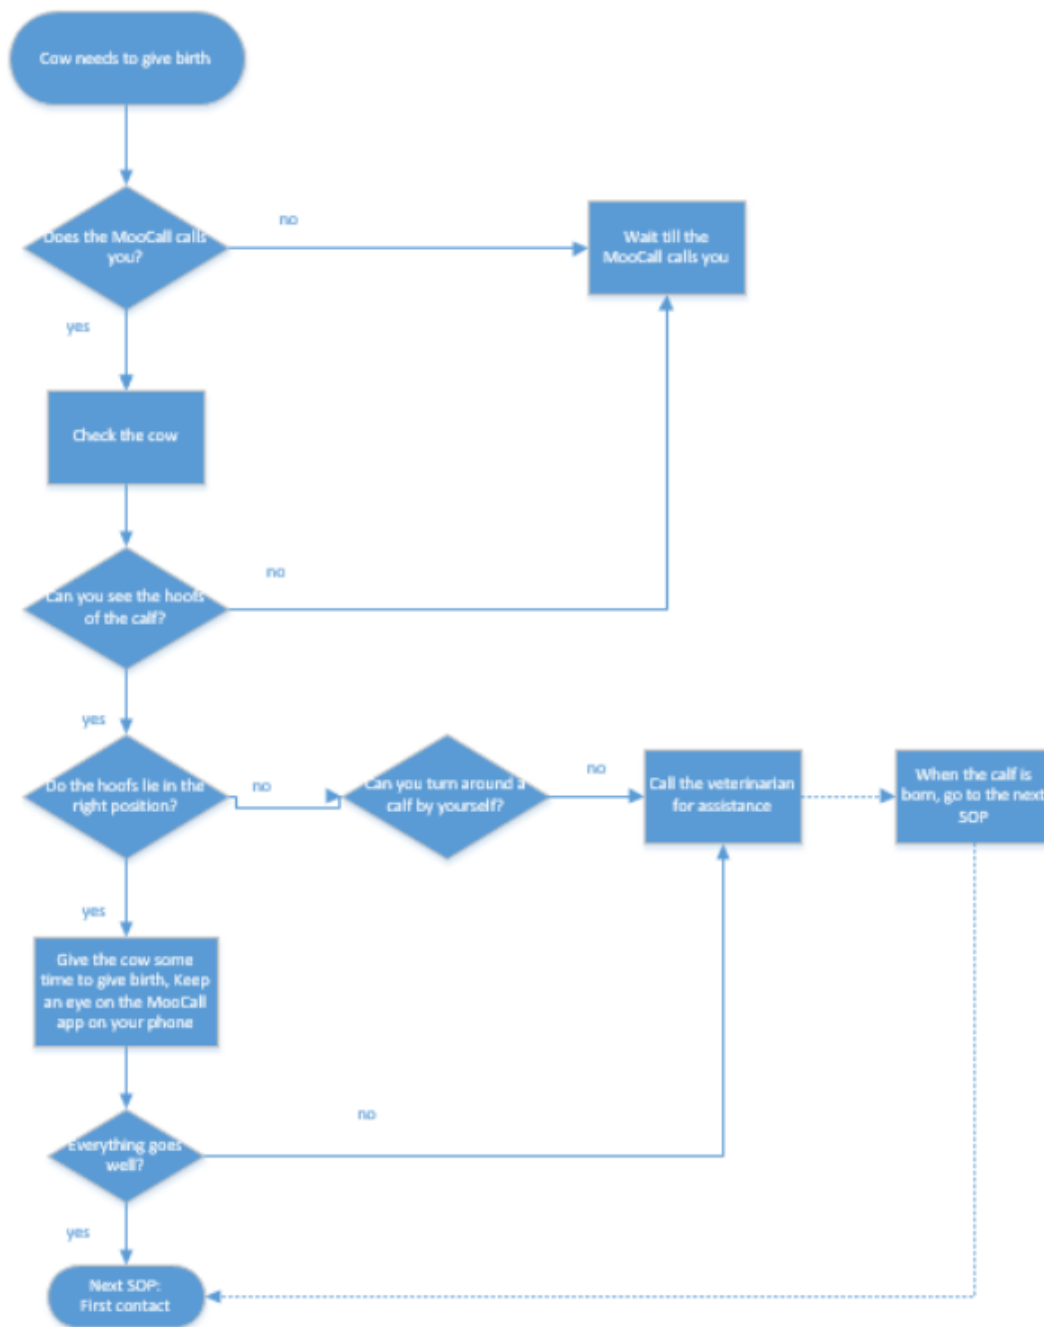 Cow needs to give birth
Does the MooCall calls
you?
no
Wait till the
MooCall calls you
yes
Check the cow
Can you see the hoofs
of the calf?
no
yes
Do the hoofs lie in the
right position?
no
Can you turn around a
calf by yourself?
no
Call the veterinarian
for assistance
When the calf is
born, go to the next
SOP
yes
Give the cow some
time to give birth, Keep
an eye on the MooCall
app on your phone
Everything goes
well?
no
yes
Next SOP:
First contact